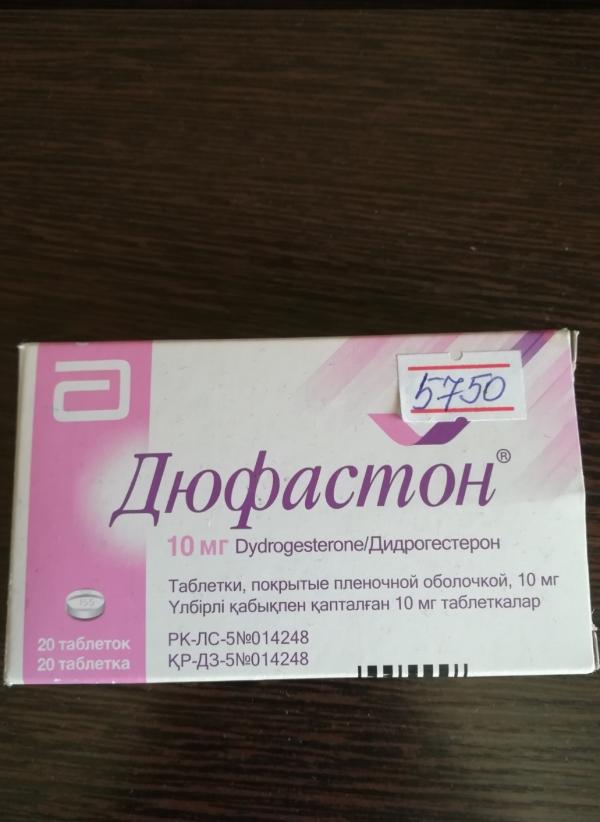 5750
Дюфастон®
10 мг Dydrogesterone/Дидрогестерон
Таблетки, покрытые пленочной оболочкой, 10 мг
Үлбірлі қабықпен қапталған 10 мг таблеткалар
155
20 таблеток
20 таблетка
РК-ЛС-5№014248
ҚР-ДЗ-5№014248